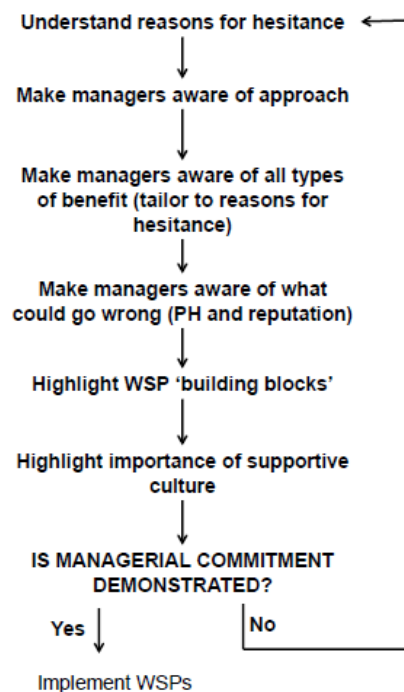 Understand reasons for hesitance
Make managers aware of approach
Make managers aware of all types
of benefit (tailor to reasons for
hesitance)
Make managers aware of what
could go wrong (PH and reputation)
Highlight WSP ‘building blocks’
Highlight importance of supportive
culture
IS MANAGERIAL COMMITMENT
DEMONSTRATED?
Yes
No
Implement WSPs